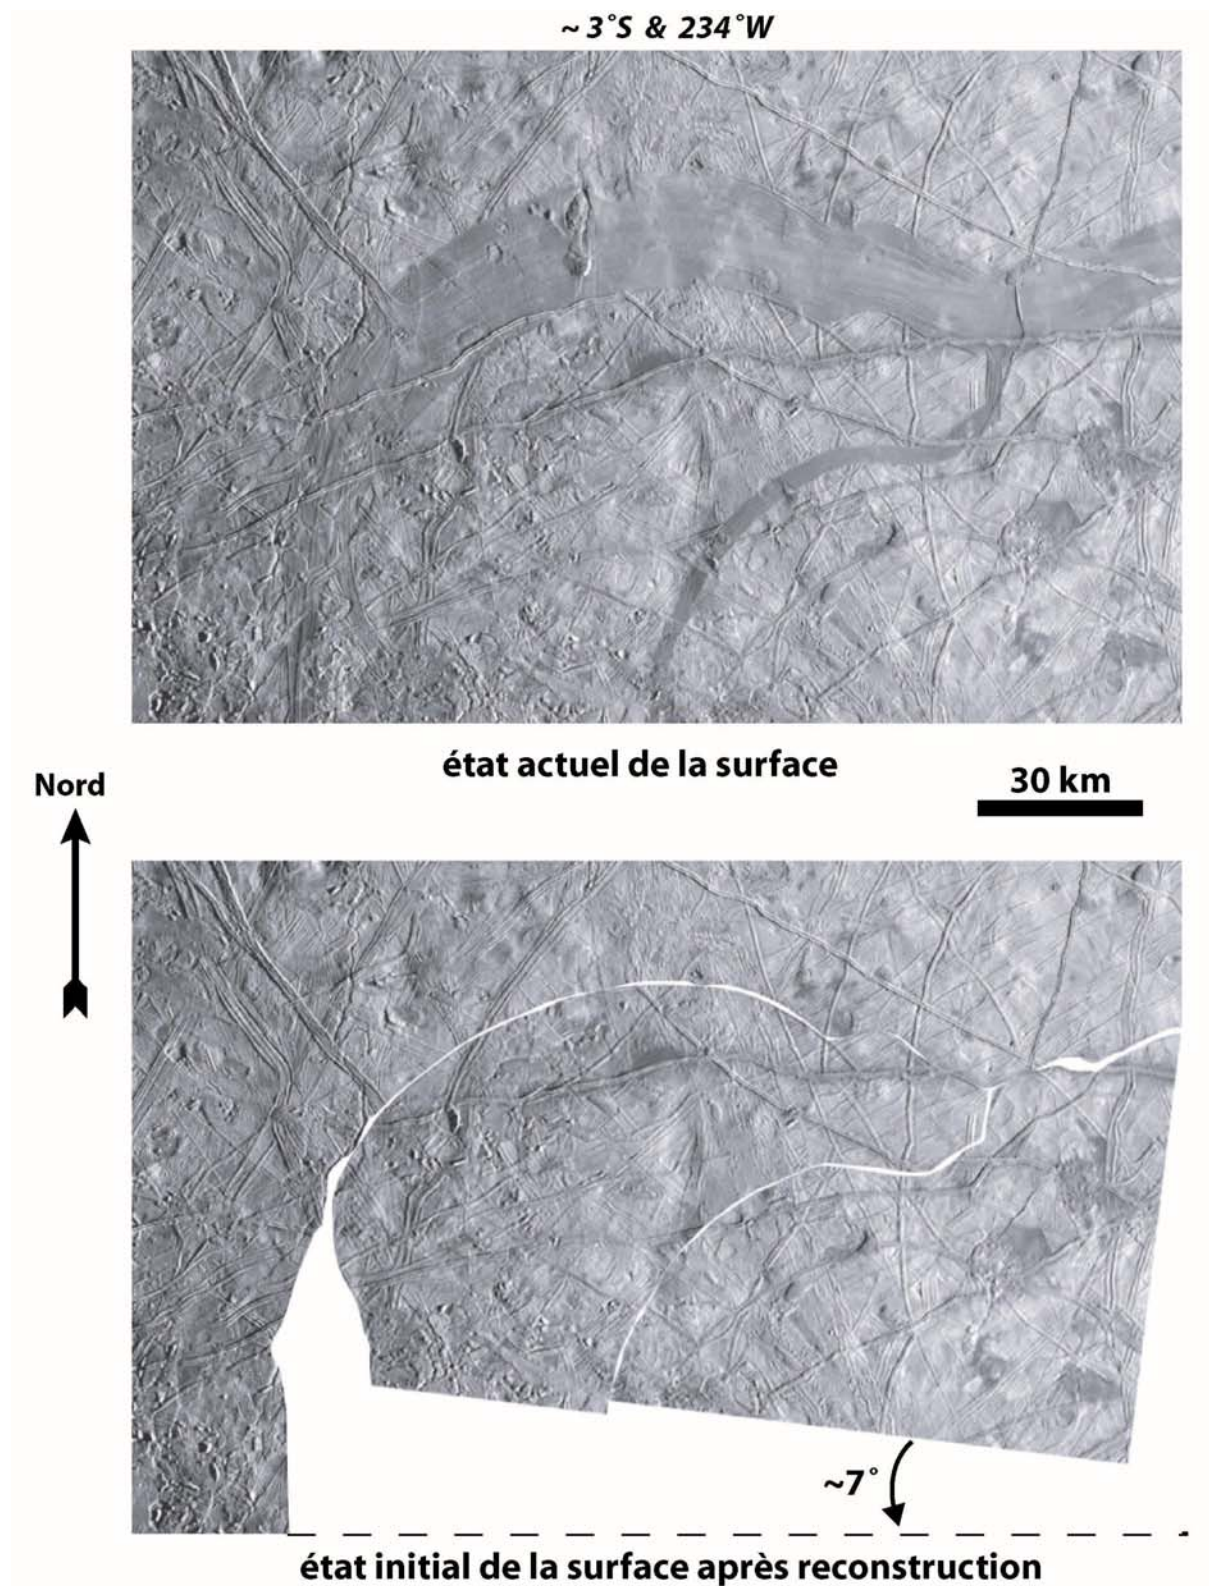 ~ 3°S & 234°W
état actuel de la surface
30 km
Nord
~7°
état initial de la surface après reconstruction